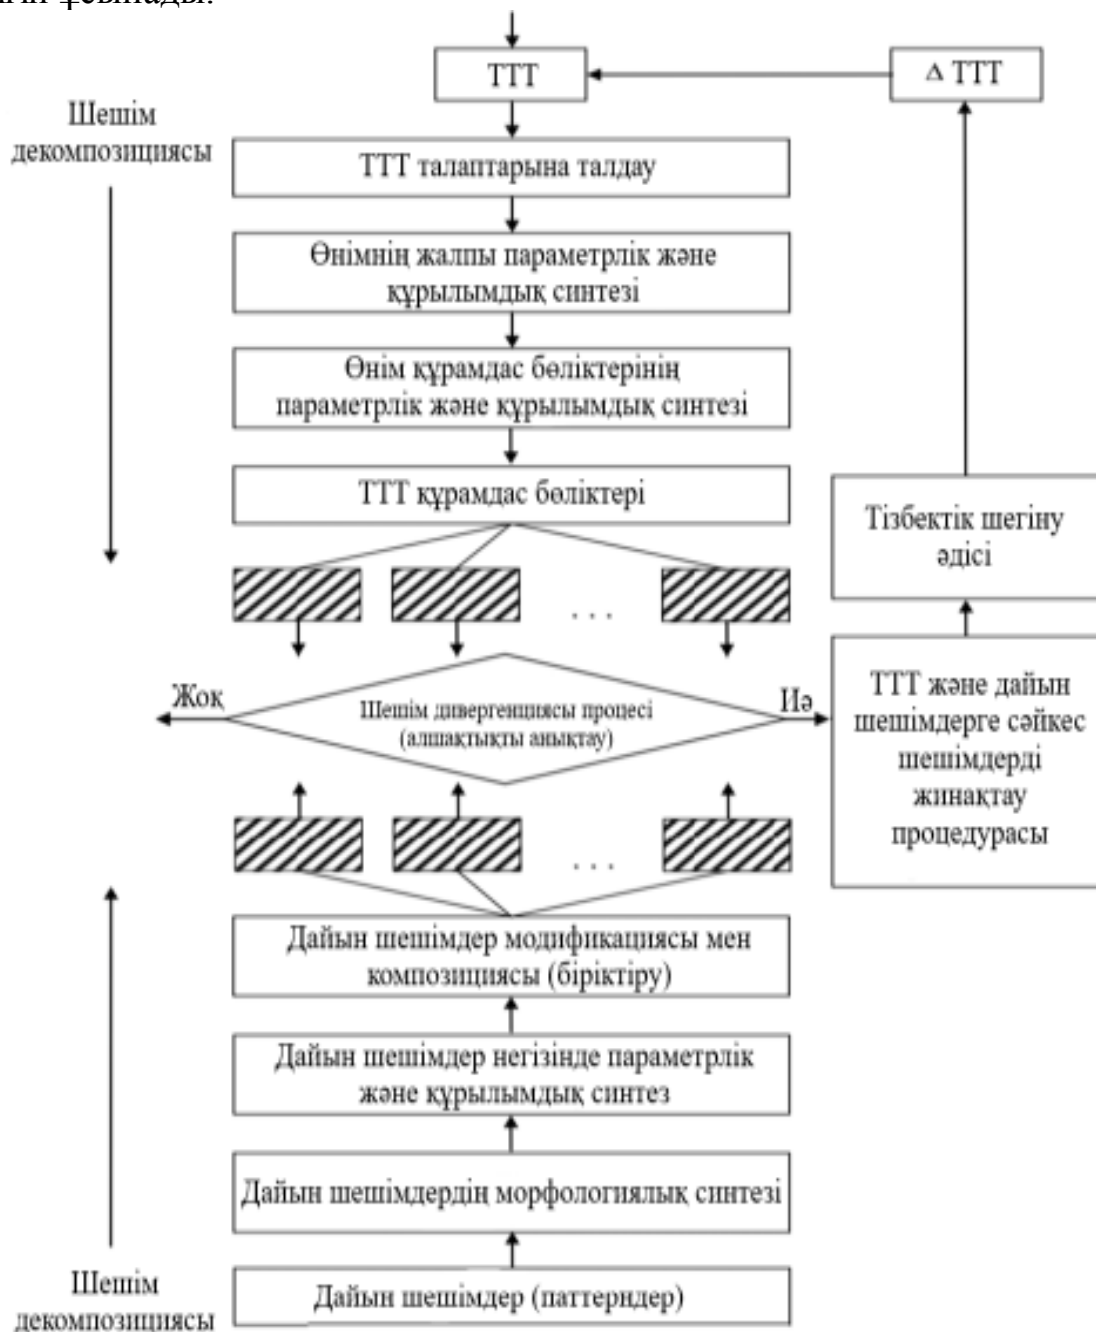 ұсынады.
ТТТ
Δ ТТТ
Шешім
декомпозициясы
ТТТ талаптарына талдау
Өнімнің жалпы параметрлік және
құрылымдық синтезі
Өнім құрамдас бөліктерінің
параметрлік және құрылымдық синтезі
ТТТ құрамдас бөліктері
Тізбектік шегіну
әдісі
. . .
Жоқ
Шешім дивергенциясы процесі
(алшақтықты анықтау)
Иә
ТТТ және дайын
шешімдерге сәйкес
шешімдерді
жинақтау
процедурасы
. . .
Дайын шешімдер модификациясы мен
композициясы (біріктіру)
Дайын шешімдер негізінде параметрлік
және құрылымдық синтез
Дайын шешімдердің морфологиялық синтезі
Шешім
декомпозициясы
Дайын шешімдер (паттерндер)